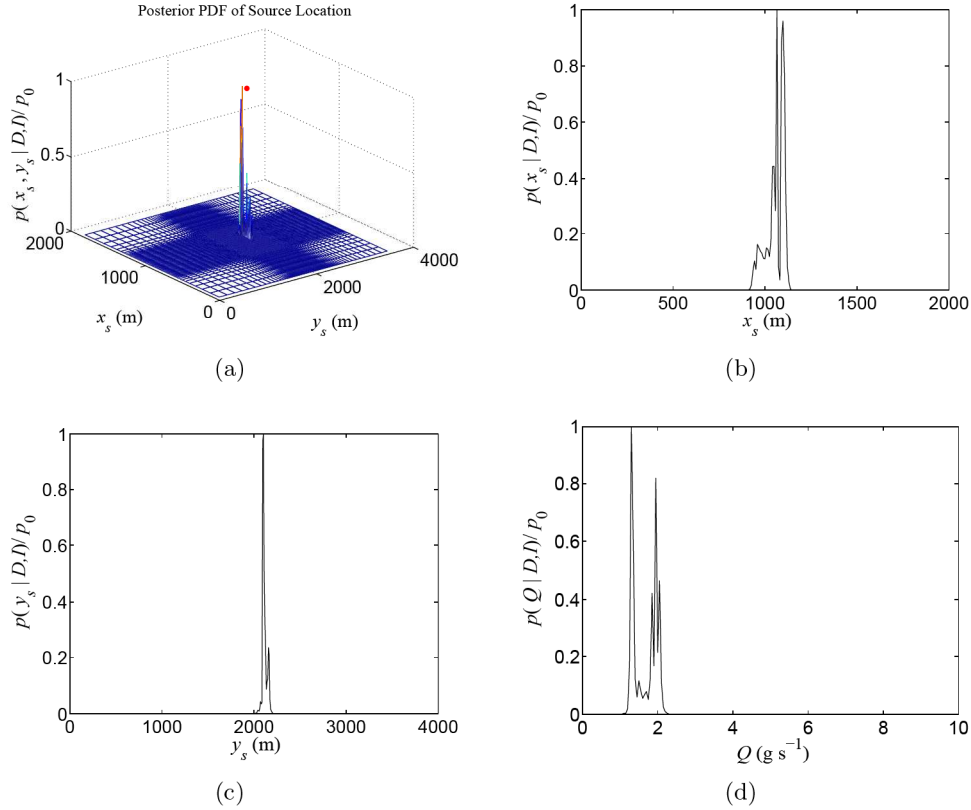 Posterior PDF of Source Location
p(x_s, y_s | D,I)/p_0
1
0.5
0
2000
1000
0
0
2000
4000
x_s (m)
y_s (m)
(a)
p(x_s | D,I)/p_0
1
0.8
0.6
0.4
0.2
0
0 500 1000 1500 2000
x_s (m)
(b)
p(y_s | D,I)/p_0
1
0.8
0.6
0.4
0.2
0
0 1000 2000 3000 4000
y_s (m)
(c)
p(Q | D,I)/p_0
1
0.8
0.6
0.4
0.2
0
0 2 4 6 8 10
Q (g s⁻¹)
(d)